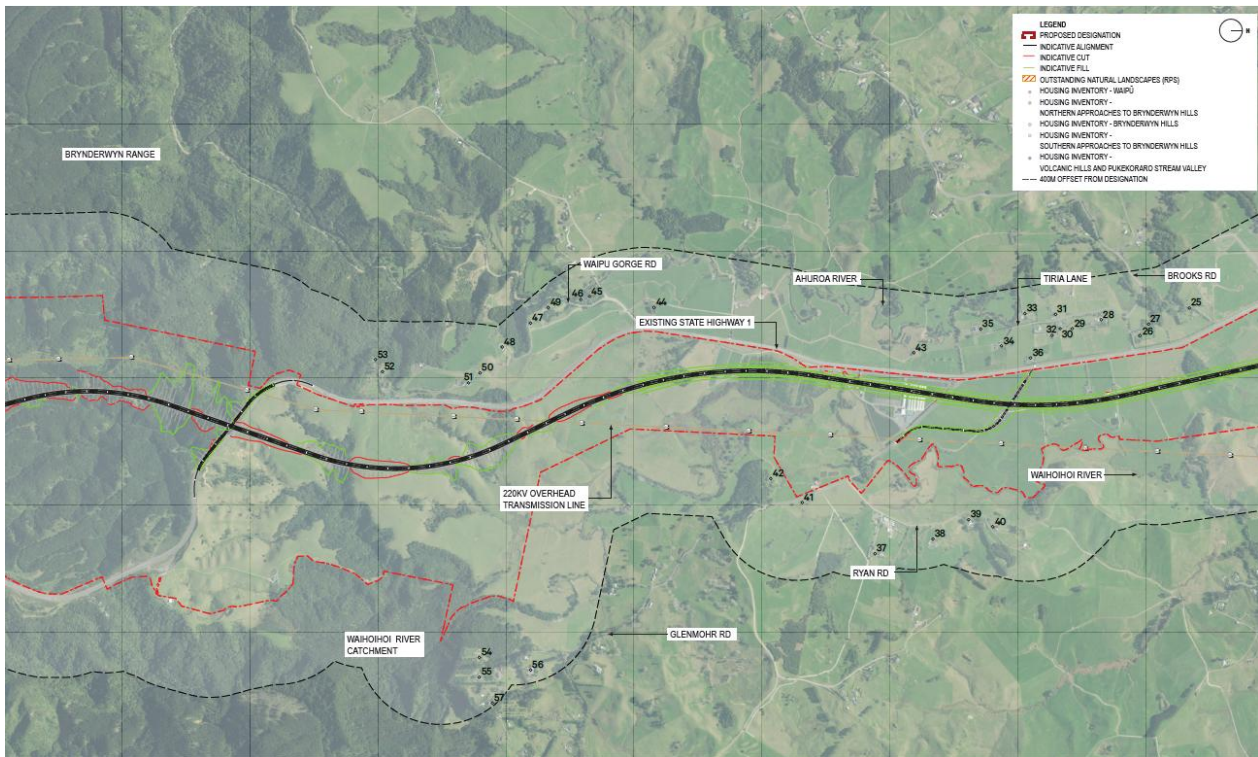 LEGEND
PROPOSED DESIGNATION
INDICATIVE ALIGNMENT
INDICATIVE CUT
INDICATIVE FILL
OUTSTANDING NATURAL LANDSCAPES (RPS)
HOUSING INVENTORY - WAIPŪ
HOUSING INVENTORY -
NORTHERN APPROACHES TO BRYNDERWYN HILLS
HOUSING INVENTORY - BRYNDERWYN HILLS
HOUSING INVENTORY -
SOUTHERN APPROACHES TO BRYNDERWYN HILLS
HOUSING INVENTORY -
VOLCANIC HILLS AND PUKEKORARO STREAM VALLEY
400M OFFSET FROM DESIGNATION
BRYNDERWYN RANGE
WAIPU GORGE RD
AHUROA RIVER
TIRIA LANE
BROOKS RD
EXISTING STATE HIGHWAY 1
49
46
45
44
47
48
53
52
50
51
43
35
33
34
31
32
30
29
28
27
26
25
36
220KV OVERHEAD
TRANSMISSION LINE
WAIHOIHOI RIVER
42
41
39
40
38
37
RYAN RD
WAIHOIHOI RIVER
CATCHMENT
GLENMOHR RD
54
55
56
57